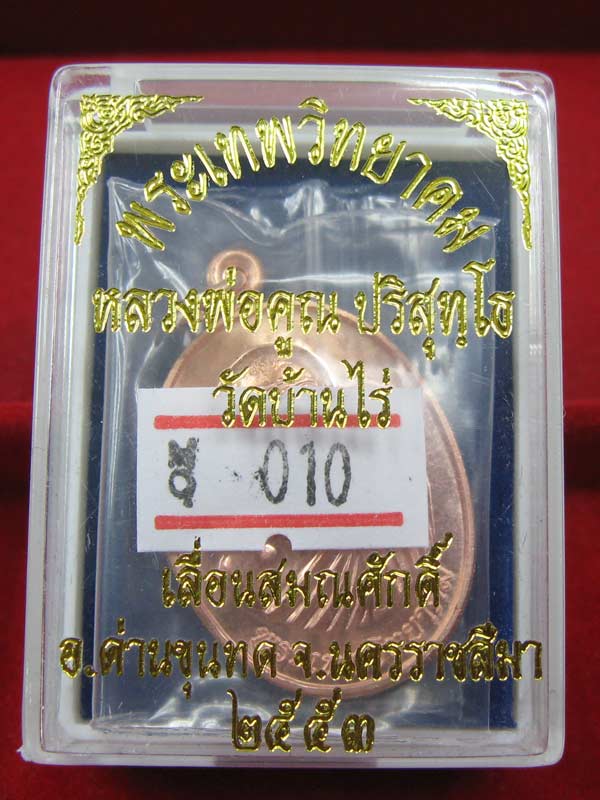 พระเทพวิทยาคม
หลวงพ่อคูณ ปริสุทฺโธ
วัดบ้านไร่
010
เลื่อนสมณศักดิ์
อ.ด่านขุนทด จ.นครราชสีมา
๒๕๕๓